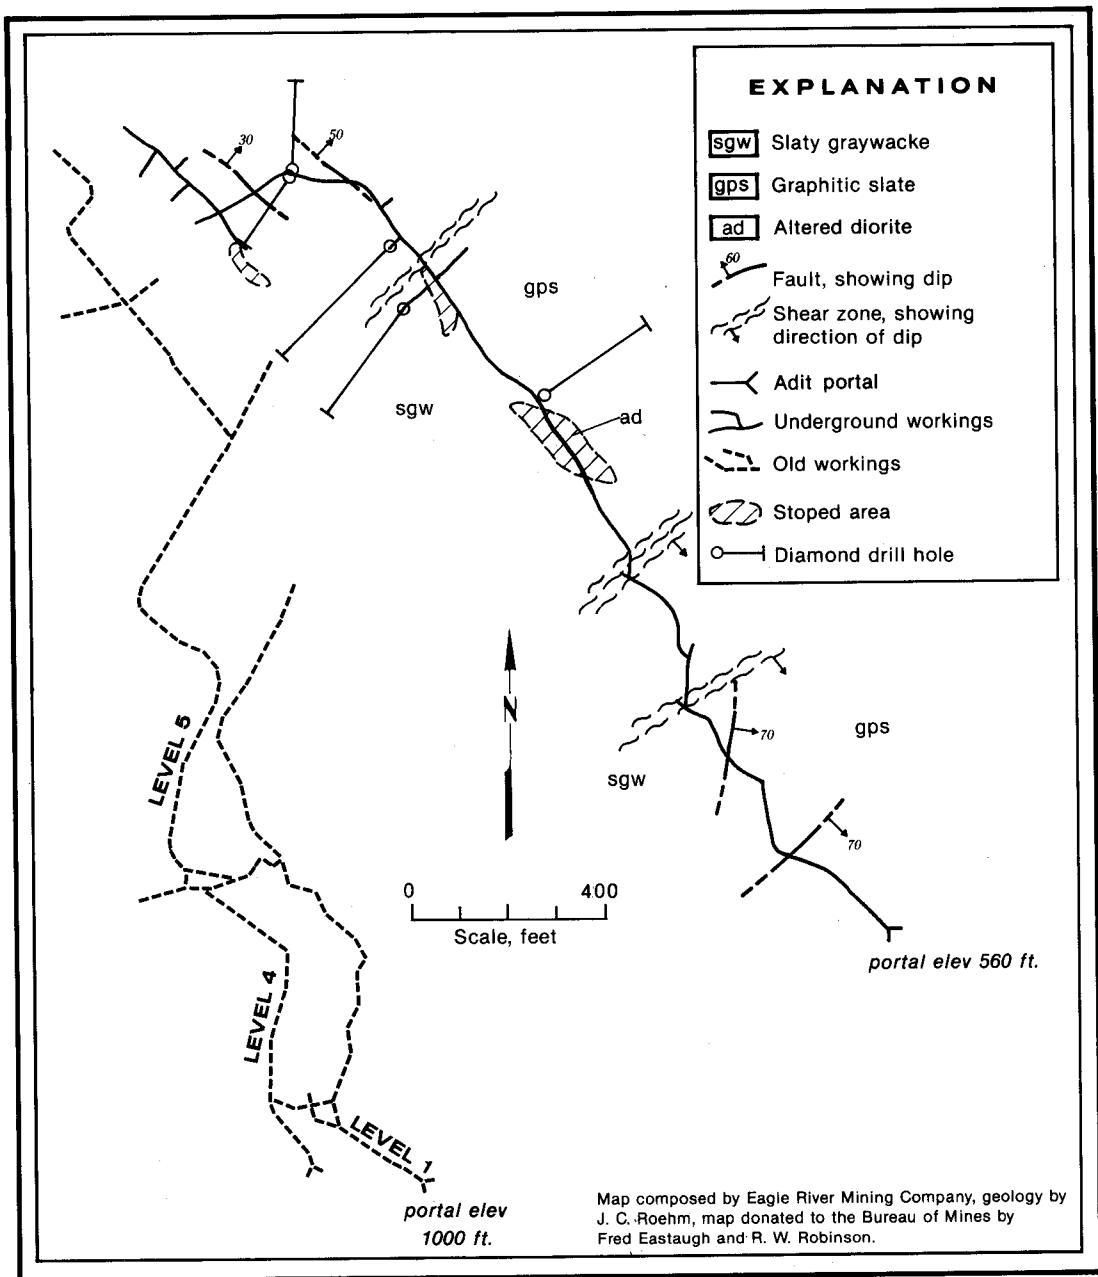 EXPLANATION
sgw Slaty graywacke
gps Graphitic slate
ad Altered diorite
60 Fault, showing dip
Shear zone, showing
direction of dip
Adit portal
Underground workings
Old workings
Stoped area
Diamond drill hole
30
50
gps
sgw
ad
N
LEVEL 5
sgw
gps
70
70
0 400
Scale, feet
portal elev 560 ft.
LEVEL 4
LEVEL 1
portal elev
1000 ft.
Map composed by Eagle River Mining Company, geology by
J. C. Roehm, map donated to the Bureau of Mines by
Fred Eastaugh and R. W. Robinson.